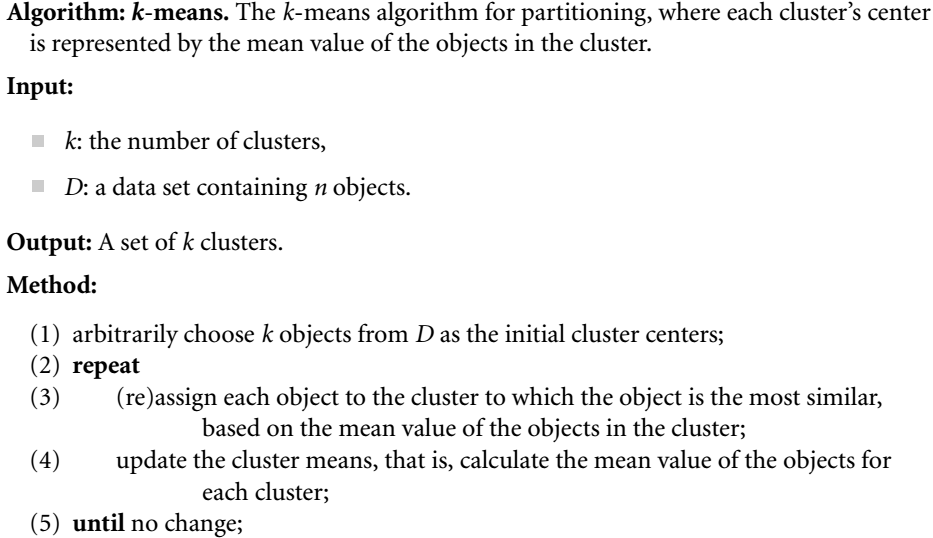 Algorithm: k-means. The k-means algorithm for partitioning, where each cluster's center
is represented by the mean value of the objects in the cluster.
Input:
k: the number of clusters,
D: a data set containing n objects.
Output: A set of k clusters.
Method:
(1) arbitrarily choose k objects from D as the initial cluster centers;
(2) repeat
(3) (re)assign each object to the cluster to which the object is the most similar,
based on the mean value of the objects in the cluster;
(4) update the cluster means, that is, calculate the mean value of the objects for
each cluster;
(5) until no change;